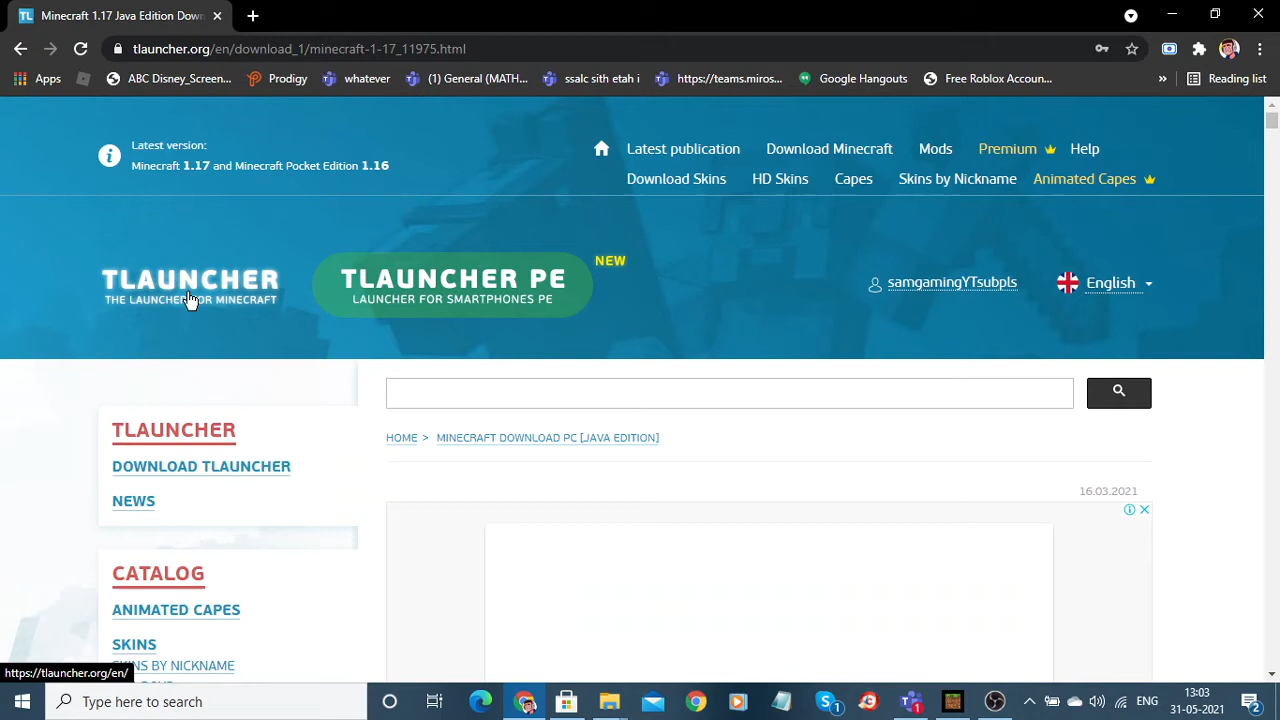 TL Minecraft 1.17 Edition Dow
tlauncher.org/en/download_1/minecraft-1-17_11975.html
Apps ABC Disney_Screen... Prodigy whatever (1) General (MATH... ssalc sith etah i https://teams.miros... Google Hangouts Free Roblox Accoun... » Reading list
Latest version:
Minecraft 1.17 and Minecraft Pocket Edition 1.16
Latest publication Download Minecraft Mods Premium Help
Download Skins HD Skins Capes Skins by Nickname Animated Capes
TLAUNCHER
THE LAUNCHER FOR MINECRAFT
TLAUNCHER PE
LAUNCHER FOR SMARTPHONES PE
NEW
samgamingYTsubpls
English
TLAUNCHER
DOWNLOAD TLAUNCHER
NEWS
HOME > MINECRAFT DOWNLOAD PC [JAVA EDITION]
16.03.2021
CATALOG
ANIMATED CAPES
SKINS
SKINS BY NICKNAME
https://tlauncher.org/en/
Type here to search
1
1
ENG
13:03
31-05-2021
2